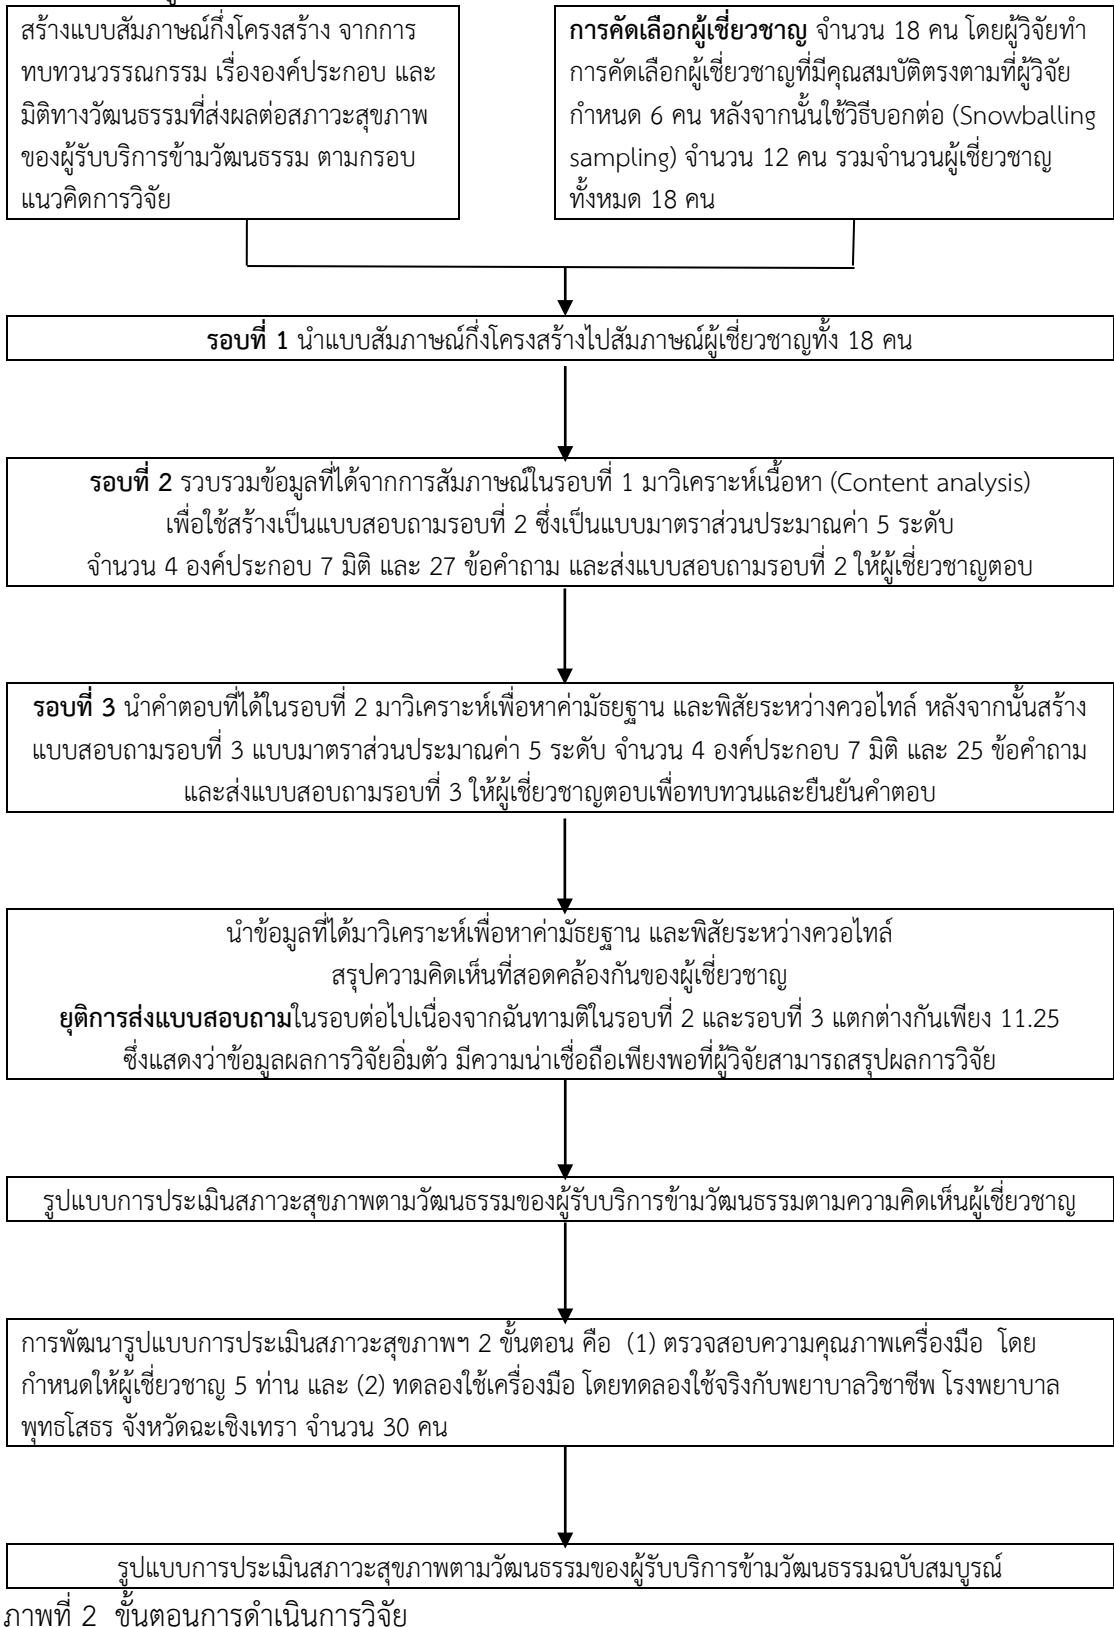 สร้างแบบสัมภาษณ์กึ่งโครงสร้าง จากการ
ทบทวนวรรณกรรม เรื่ององค์ประกอบ และ
มิติทางวัฒนธรรมที่ส่งผลต่อสภาวะสุขภาพ
ของผู้รับบริการข้ามวัฒนธรรม ตามกรอบ
แนวคิดการวิจัย
การคัดเลือกผู้เชี่ยวชาญ จำนวน 18 คน โดยผู้วิจัยทำ
การคัดเลือกผู้เชี่ยวชาญที่มีคุณสมบัติตรงตามที่ผู้วิจัย
กำหนด 6 คน หลังจากนั้นใช้วิธีบอกต่อ (Snowballing
sampling) จำนวน 12 คน รวมจำนวนผู้เชี่ยวชาญ
ทั้งหมด 18 คน
รอบที่ 1 นำแบบสัมภาษณ์กึ่งโครงสร้างไปสัมภาษณ์ผู้เชี่ยวชาญทั้ง 18 คน
รอบที่ 2 รวบรวมข้อมูลที่ได้จากการสัมภาษณ์ในรอบที่ 1 มาวิเคราะห์เนื้อหา (Content analysis)
เพื่อใช้สร้างเป็นแบบสอบถามรอบที่ 2 ซึ่งเป็นแบบมาตราส่วนประมาณค่า 5 ระดับ
จำนวน 4 องค์ประกอบ 7 มิติ และ 27 ข้อคำถาม และส่งแบบสอบถามรอบที่ 2 ให้ผู้เชี่ยวชาญตอบ
รอบที่ 3 นำคำตอบที่ได้ในรอบที่ 2 มาวิเคราะห์เพื่อหาค่ามัธยฐาน และพิสัยระหว่างควอไทล์ หลังจากนั้นสร้าง
แบบสอบถามรอบที่ 3 แบบมาตราส่วนประมาณค่า 5 ระดับ จำนวน 4 องค์ประกอบ 7 มิติ และ 25 ข้อคำถาม
และส่งแบบสอบถามรอบที่ 3 ให้ผู้เชี่ยวชาญตอบเพื่อทบทวนและยืนยันคำตอบ
นำข้อมูลที่ได้มาวิเคราะห์เพื่อหาค่ามัธยฐาน และพิสัยระหว่างควอไทล์
สรุปความคิดเห็นที่สอดคล้องกันของผู้เชี่ยวชาญ
ยุติการส่งแบบสอบถามในรอบต่อไปเนื่องจากฉันทามติในรอบที่ 2 และรอบที่ 3 แตกต่างกันเพียง 11.25
ซึ่งแสดงว่าข้อมูลผลการวิจัยอิ่มตัว มีความน่าเชื่อถือเพียงพอที่ผู้วิจัยสามารถสรุปผลการวิจัย
รูปแบบการประเมินสภาวะสุขภาพตามวัฒนธรรมของผู้รับบริการข้ามวัฒนธรรมตามความคิดเห็นผู้เชี่ยวชาญ
การพัฒนารูปแบบการประเมินสภาวะสุขภาพฯ 2 ขั้นตอน คือ (1) ตรวจสอบความคุณภาพเครื่องมือ โดย
กำหนดให้ผู้เชี่ยวชาญ 5 ท่าน และ (2) ทดลองใช้เครื่องมือ โดยทดลองใช้จริงกับพยาบาลวิชาชีพ โรงพยาบาล
พุทธโสธร จังหวัดฉะเชิงเทรา จำนวน 30 คน
รูปแบบการประเมินสภาวะสุขภาพตามวัฒนธรรมของผู้รับบริการข้ามวัฒนธรรมฉบับสมบูรณ์
ภาพที่ 2 ขั้นตอนการดำเนินการวิจัย